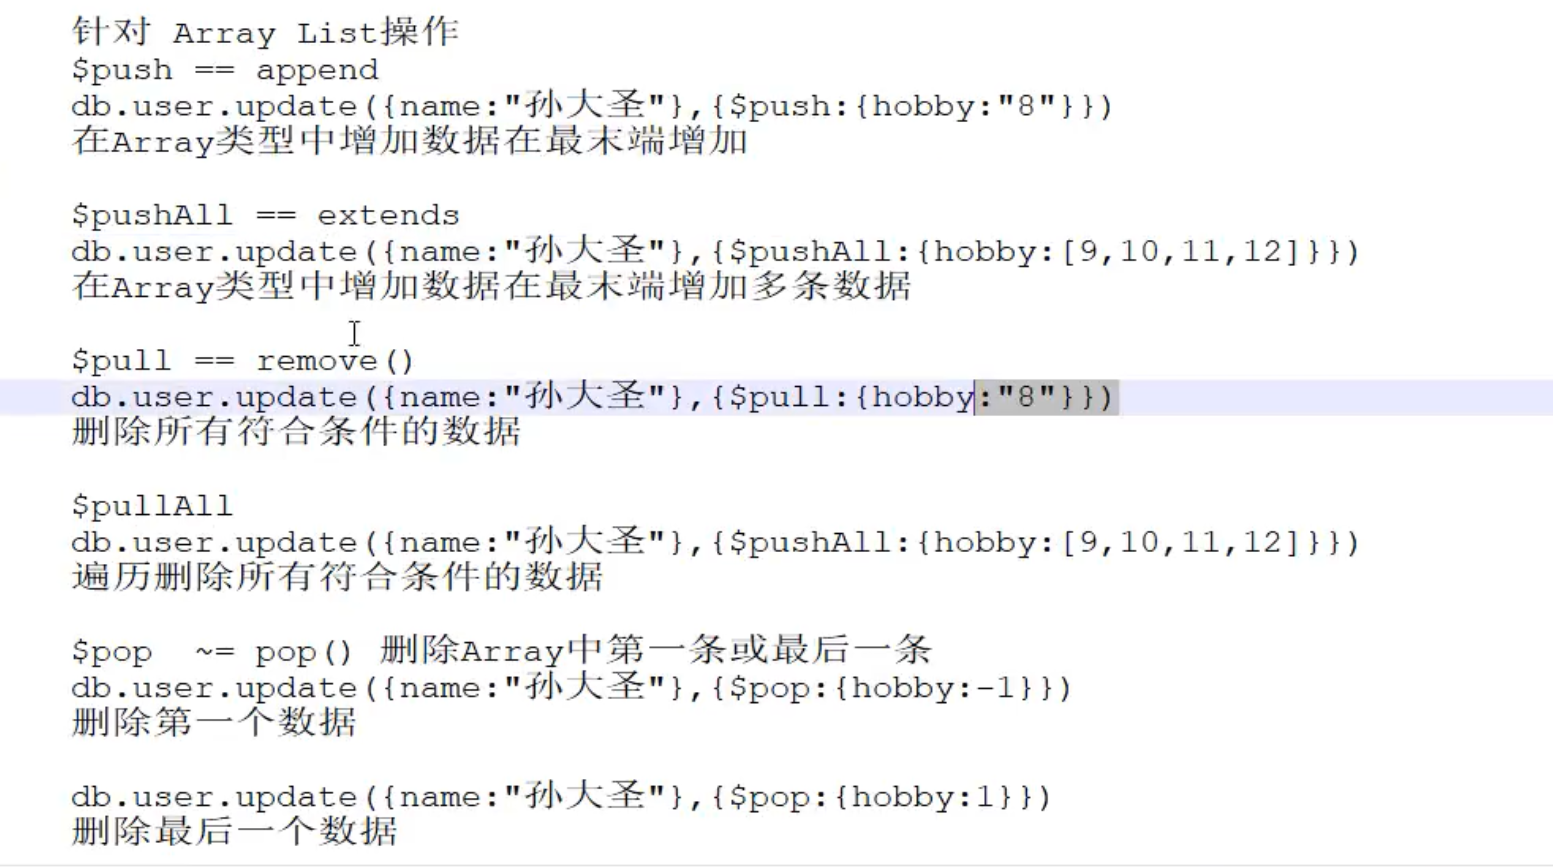 针对 Array List操作
$push == append
db.user.update({name:"孙大圣"},{$push:{hobby:"8"}})
在Array类型中增加数据在最末端增加
$pushAll == extends
db.user.update({name:"孙大圣"},{$pushAll:{hobby:[9,10,11,12]}})
在Array类型中增加数据在最末端增加多条数据
$pull == remove()
db.user.update({name:"孙大圣"},{$pull:{hobby:"8"}})
删除所有符合条件的数据
$pullAll
db.user.update({name:"孙大圣"},{$pushAll:{hobby:[9,10,11,12]}})
遍历删除所有符合条件的数据
$pop  ~= pop() 删除Array中第一条或最后一条
db.user.update({name:"孙大圣"},{$pop:{hobby:-1}})
删除第一个数据
db.user.update({name:"孙大圣"},{$pop:{hobby:1}})
删除最后一个数据